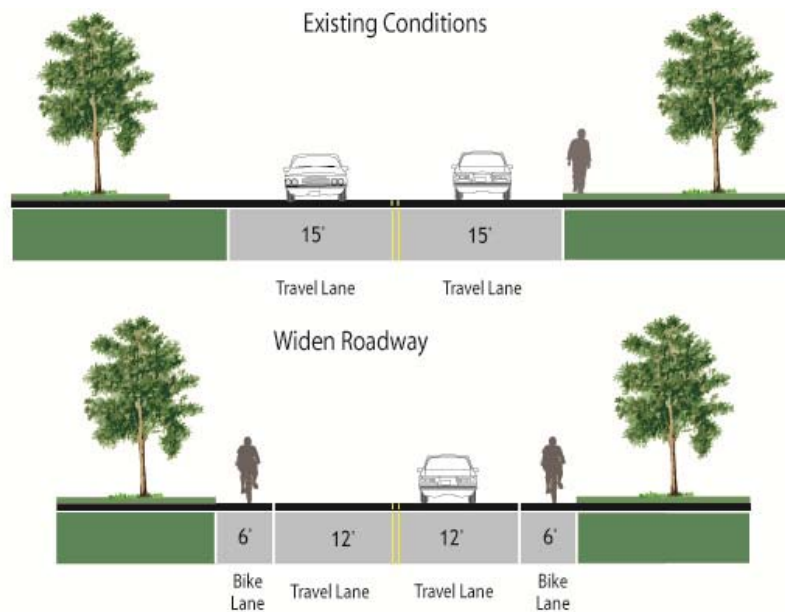 Existing Conditions
15' 15'
Travel Lane Travel Lane
Widen Roadway
6' 12' 12' 6'
Bike Lane Travel Lane Travel Lane Bike Lane